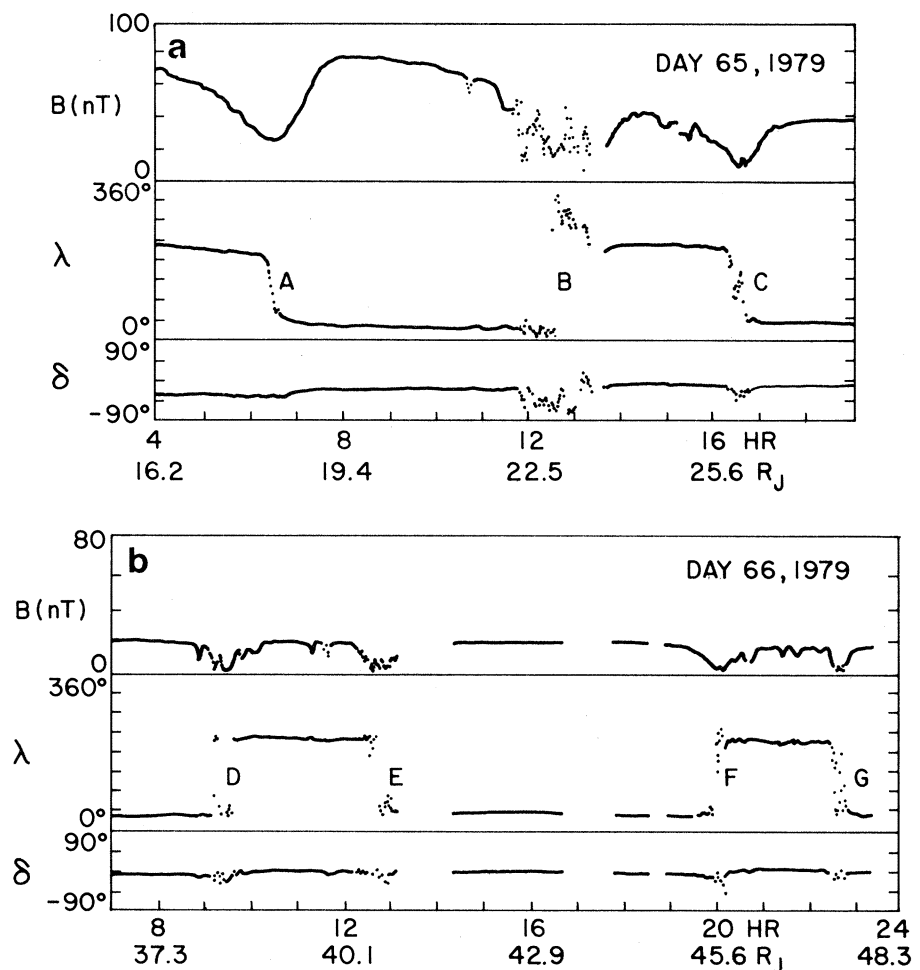 a
100
DAY 65, 1979
B(nT)
0
360°
λ
A
B
C
0°
90°
δ
-90°
4 8 12 16 HR
16.2 19.4 22.5 25.6 R_J
b
80
DAY 66, 1979
B(nT)
0
360°
λ
D
E
F
G
0°
90°
δ
-90°
8 12 16 20 HR 24
37.3 40.1 42.9 45.6 R_J 48.3